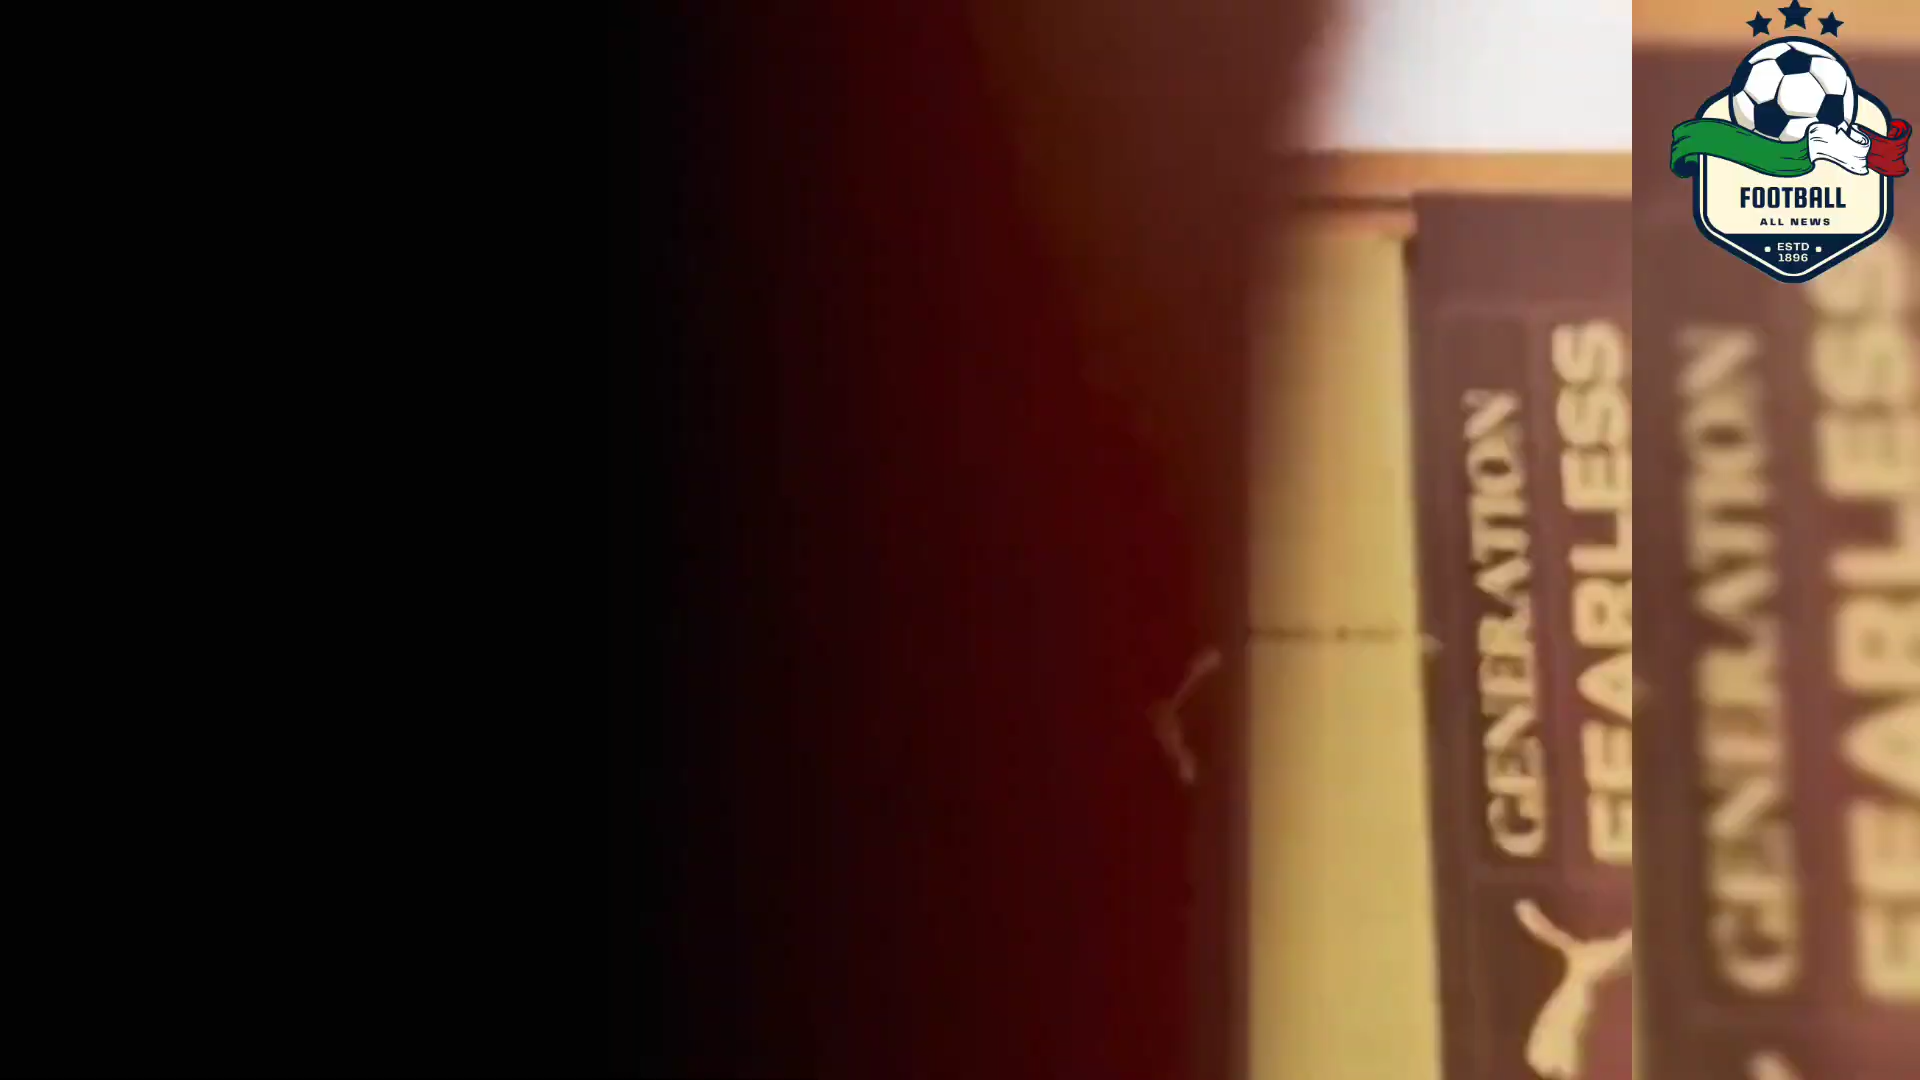 FOOTBALL
ALL NEWS
ESTD
1896
GENERATION
FEARLESS
GENERATION
FEARLESS